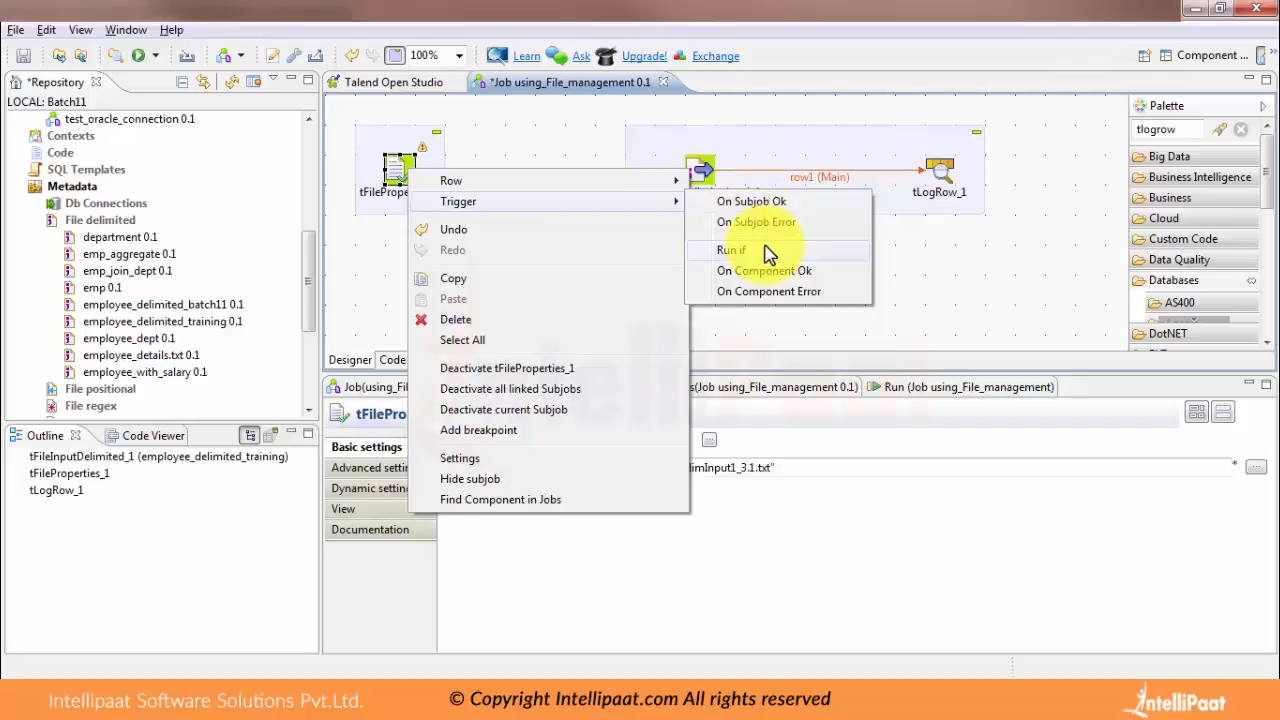 File Edit View Window Help
100% Learn Ask Upgrade! Exchange Component ...
*Repository
LOCAL: Batch11
test_oracle_connection 0.1
Contexts
Code
SQL Templates
Metadata
Db Connections
File delimited
department 0.1
emp_aggregate 0.1
emp_join_dept 0.1
emp 0.1
employee_delimited_batch11 0.1
employee_delimited_training 0.1
employee_dept 0.1
employee_details.txt 0.1
employee_with_salary 0.1
File positional
File regex
Outline Code Viewer
tFileInputDelimited_1 (employee_delimited_training)
tFileProperties_1
tLogRow_1
Talend Open Studio *Job using_File_management 0.1
tFilePrope
row1 (Main)
tLogRow_1
Row
Trigger
Undo
Redo
Copy
Paste
Delete
Select All
Deactivate tFileProperties_1
Deactivate all linked Subjobs
Deactivate current Subjob
Add breakpoint
Settings
Hide subjob
Find Component in Jobs
On Subjob Ok
On Subjob Error
Run if
On Component Ok
On Component Error
Palette
tlogrow
Big Data
Business Intelligence
Business
Cloud
Custom Code
Data Quality
Databases
AS400
DotNET
Designer Code
Job(using_File s(Job using_File_management 0.1) Run (Job using_File_management)
tFilePro
Basic settings
Advanced settin
Dynamic setting
View
Documentation
limInput1_3.1.txt" *
Intellipaat Software Solutions Pvt.Ltd.
© Copyright Intellipaat.com All rights reserved
IntelliPaat